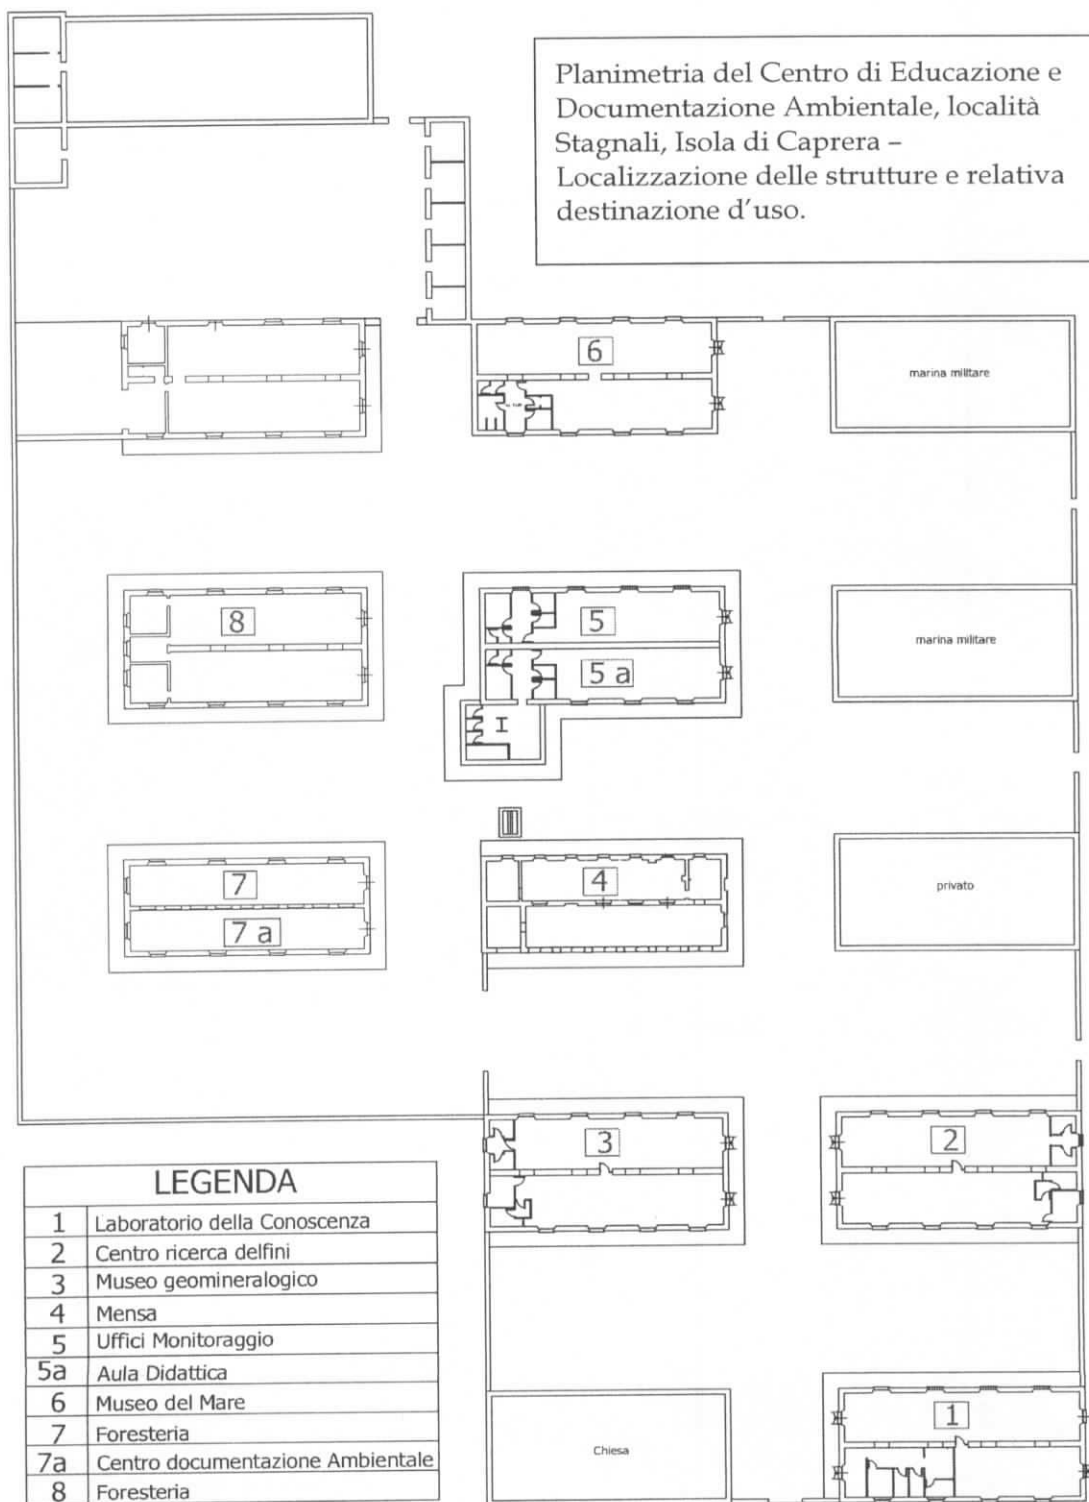 Planimetria del Centro di Educazione e
Documentazione Ambientale, località
Stagnali, Isola di Caprera –
Localizzazione delle strutture e relativa
destinazione d'uso.
6
marina militare
8
5
5 a
marina militare
I
7
7 a
4
privato
3
2
LEGENDA
1 Laboratorio della Conoscenza
2 Centro ricerca delfini
3 Museo geomineralogico
4 Mensa
5 Uffici Monitoraggio
5a Aula Didattica
6 Museo del Mare
7 Foresteria
7a Centro documentazione Ambientale
8 Foresteria
Chiesa
1